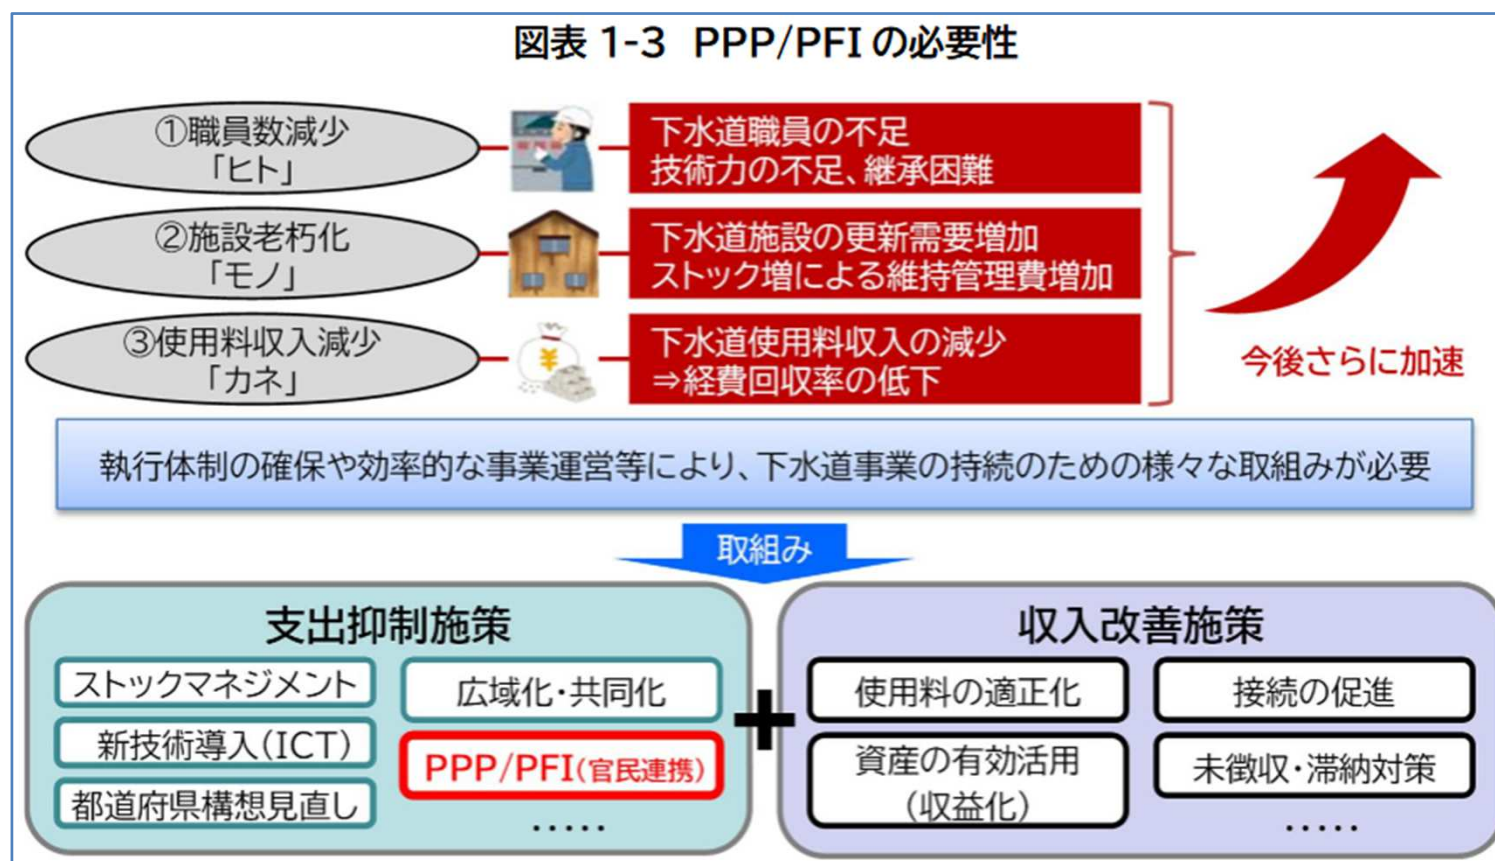 図表 1-3 PPP/PFI の必要性
①職員数減少
「ヒト」
下水道職員の不足
技術力の不足、継承困難
②施設老朽化
「モノ」
下水道施設の更新需要増加
ストック増による維持管理費増加
③使用料収入減少
「カネ」
¥
下水道使用料収入の減少
⇒経費回収率の低下
今後さらに加速
執行体制の確保や効率的な事業運営等により、下水道事業の持続のための様々な取組みが必要
取組み
支出抑制施策
ストックマネジメント
新技術導入(ICT)
都道府県構想見直し
広域化・共同化
PPP/PFI(官民連携)
・・・・・
+
収入改善施策
使用料の適正化
資産の有効活用
(収益化)
接続の促進
未徴収・滞納対策
・・・・・